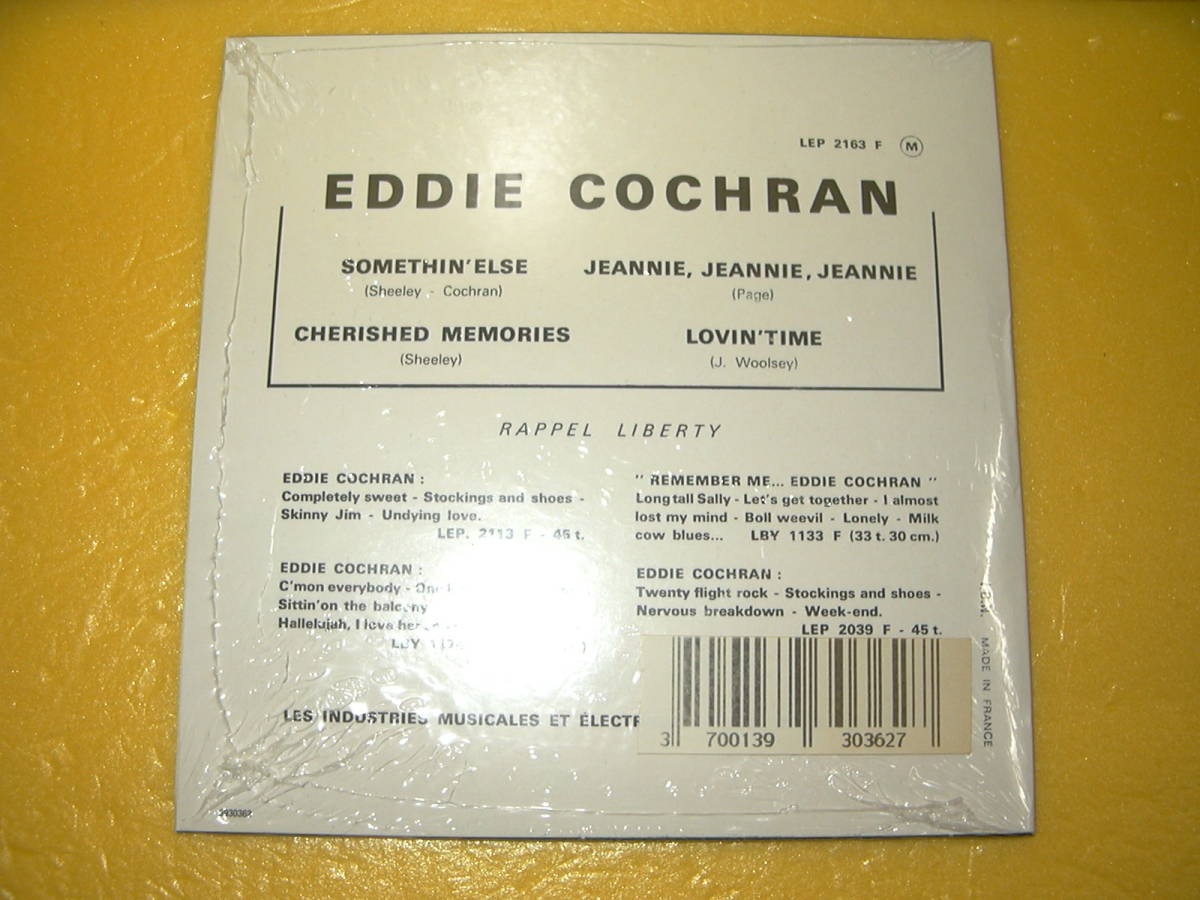 LEP 2163 F M
EDDIE COCHRAN
SOMETHIN'ELSE
(Sheeley - Cochran)
JEANNIE, JEANNIE, JEANNIE
(Page)
CHERISHED MEMORIES
(Sheeley)
LOVIN'TIME
(J. Woolsey)
RAPPEL LIBERTY
EDDIE COCHRAN :
Completely sweet - Stockings and shoes -
Skinny Jim - Undying love.
LEP. 2113 F - 45 t.
EDDIE COCHRAN :
C'mon everybody -
Sittin'on the balcony
Hallelujah, I love her
LBY
" REMEMBER ME... EDDIE COCHRAN "
Long tall Sally - Let's get together - I almost
lost my mind - Boll weevil - Lonely - Milk
cow blues... LBY 1133 F (33 t. 30 cm.)
EDDIE COCHRAN :
Twenty flight rock - Stockings and shoes -
Nervous breakdown - Week-end.
LEP 2039 F - 45 t.
LES INDUSTRIES MUSICALES ET ÉLECTR
3 700139 303627
MADE IN FRANCE